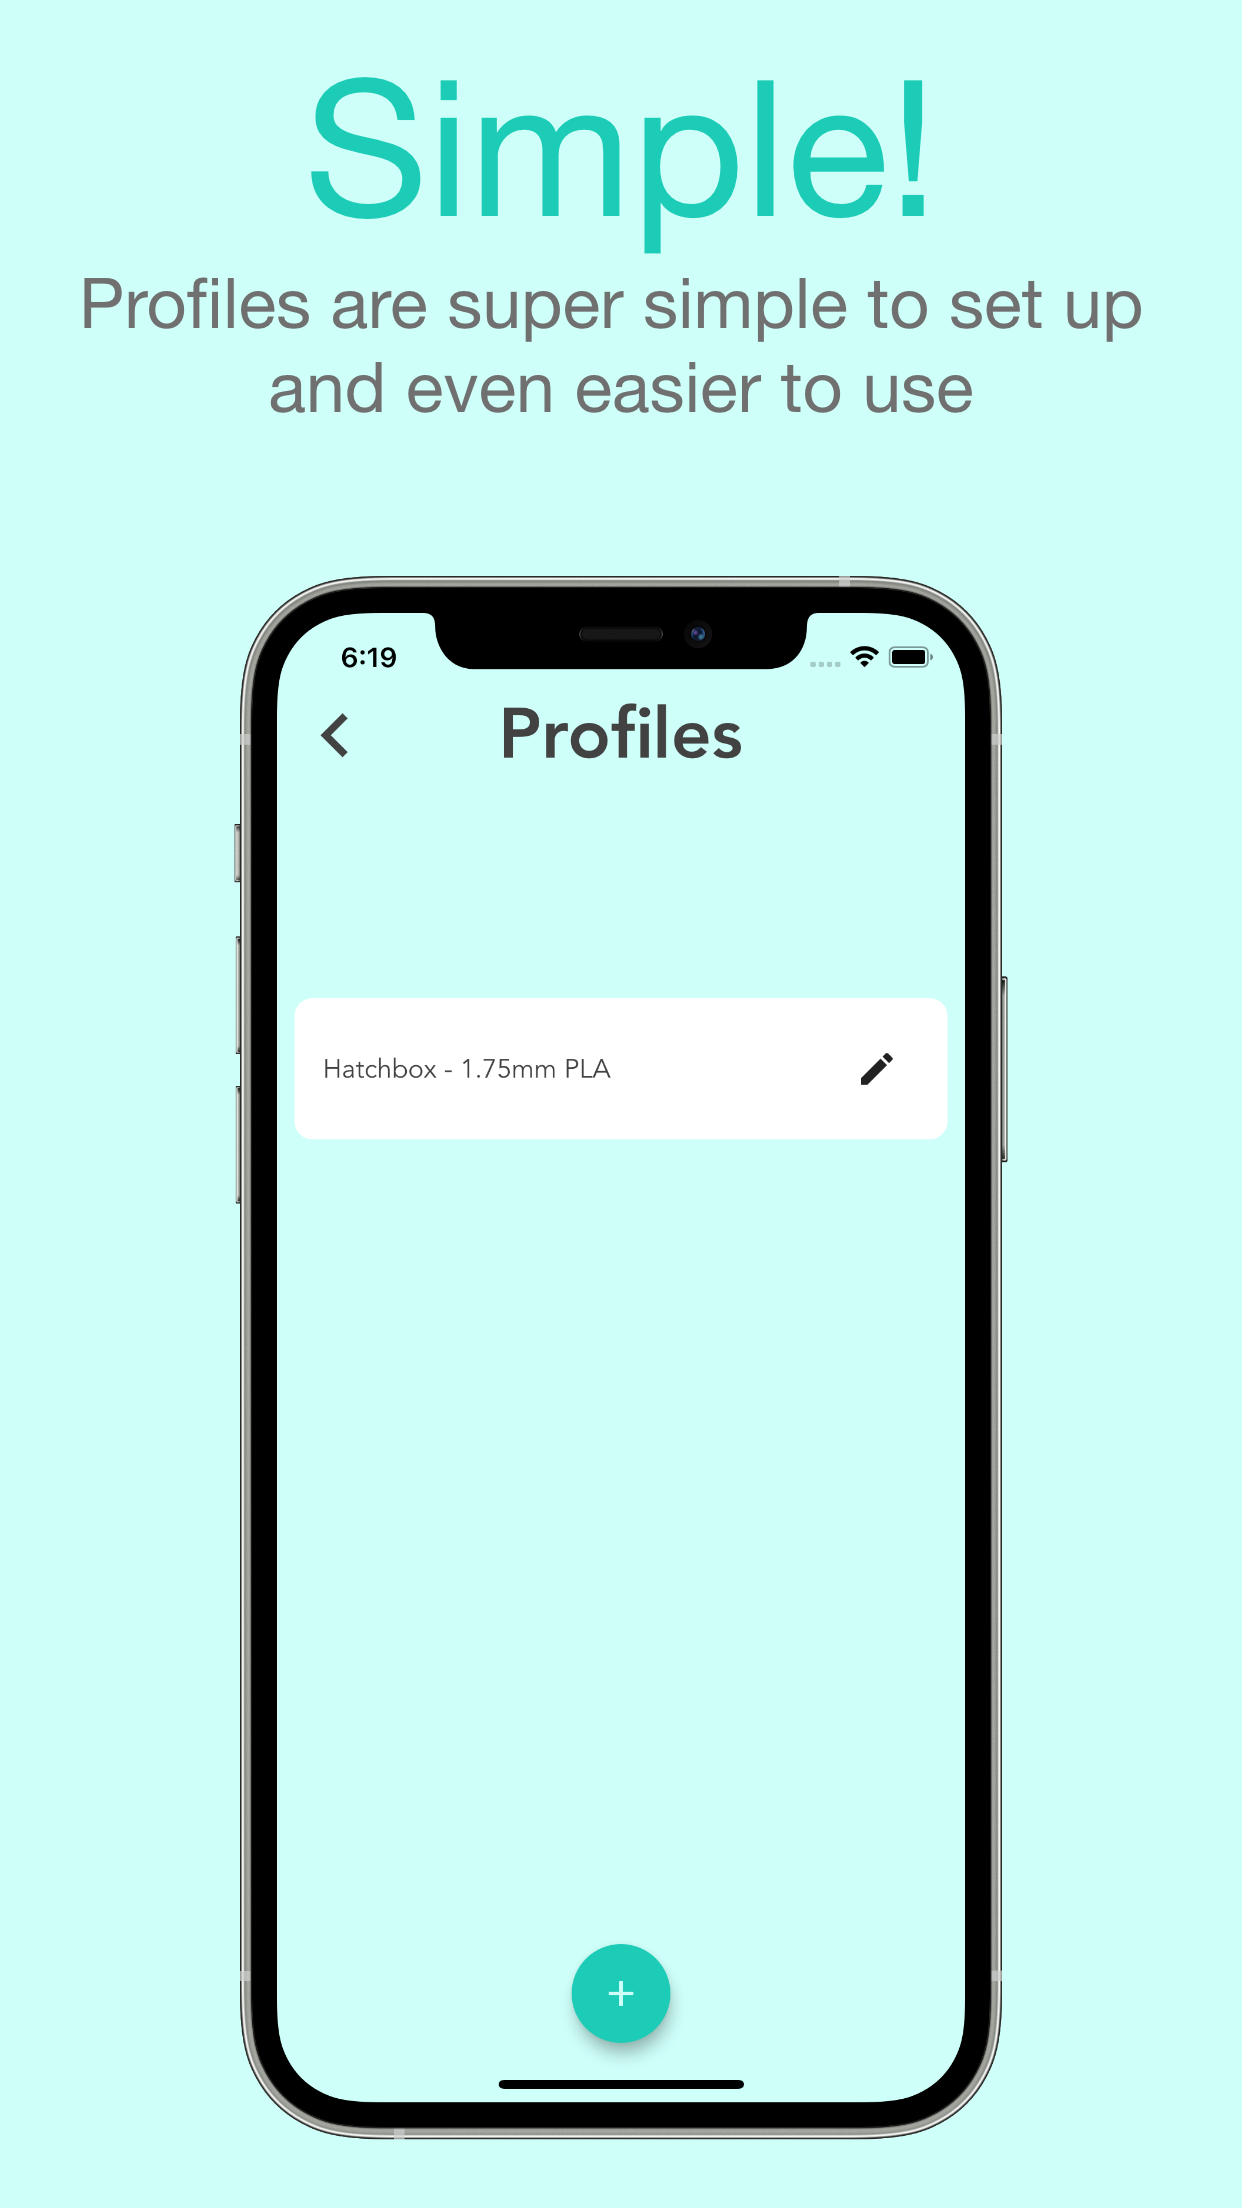 Simple!
Profiles are super simple to set up
and even easier to use
6:19
Profiles
Hatchbox - 1.75mm PLA
+